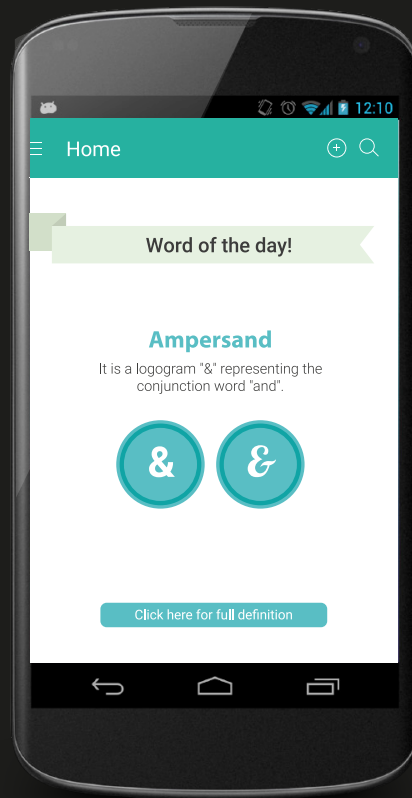 12:10
Home
Word of the day!
Ampersand
It is a logogram "&" representing the
conjunction word "and".
& &
Click here for full definition